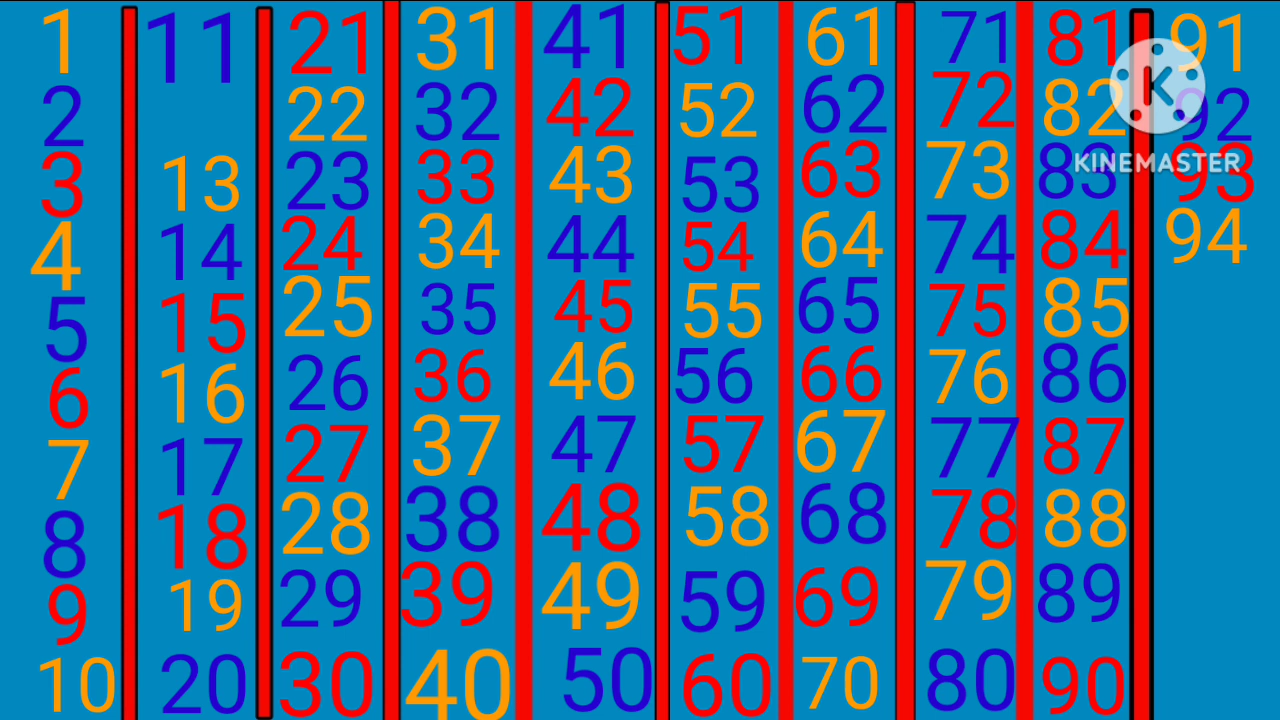 1 11 21 31 41 51 61 71 81 91
2 22 32 42 52 62 72 82 92
3 13 23 33 43 53 63 73 83 93
4 14 24 34 44 54 64 74 84 94
5 15 25 35 45 55 65 75 85
6 16 26 36 46 56 66 76 86
7 17 27 37 47 57 67 77 87
8 18 28 38 48 58 68 78 88
9 19 29 39 49 59 69 79 89
10 20 30 40 50 60 70 80 90
K
KINEMASTER